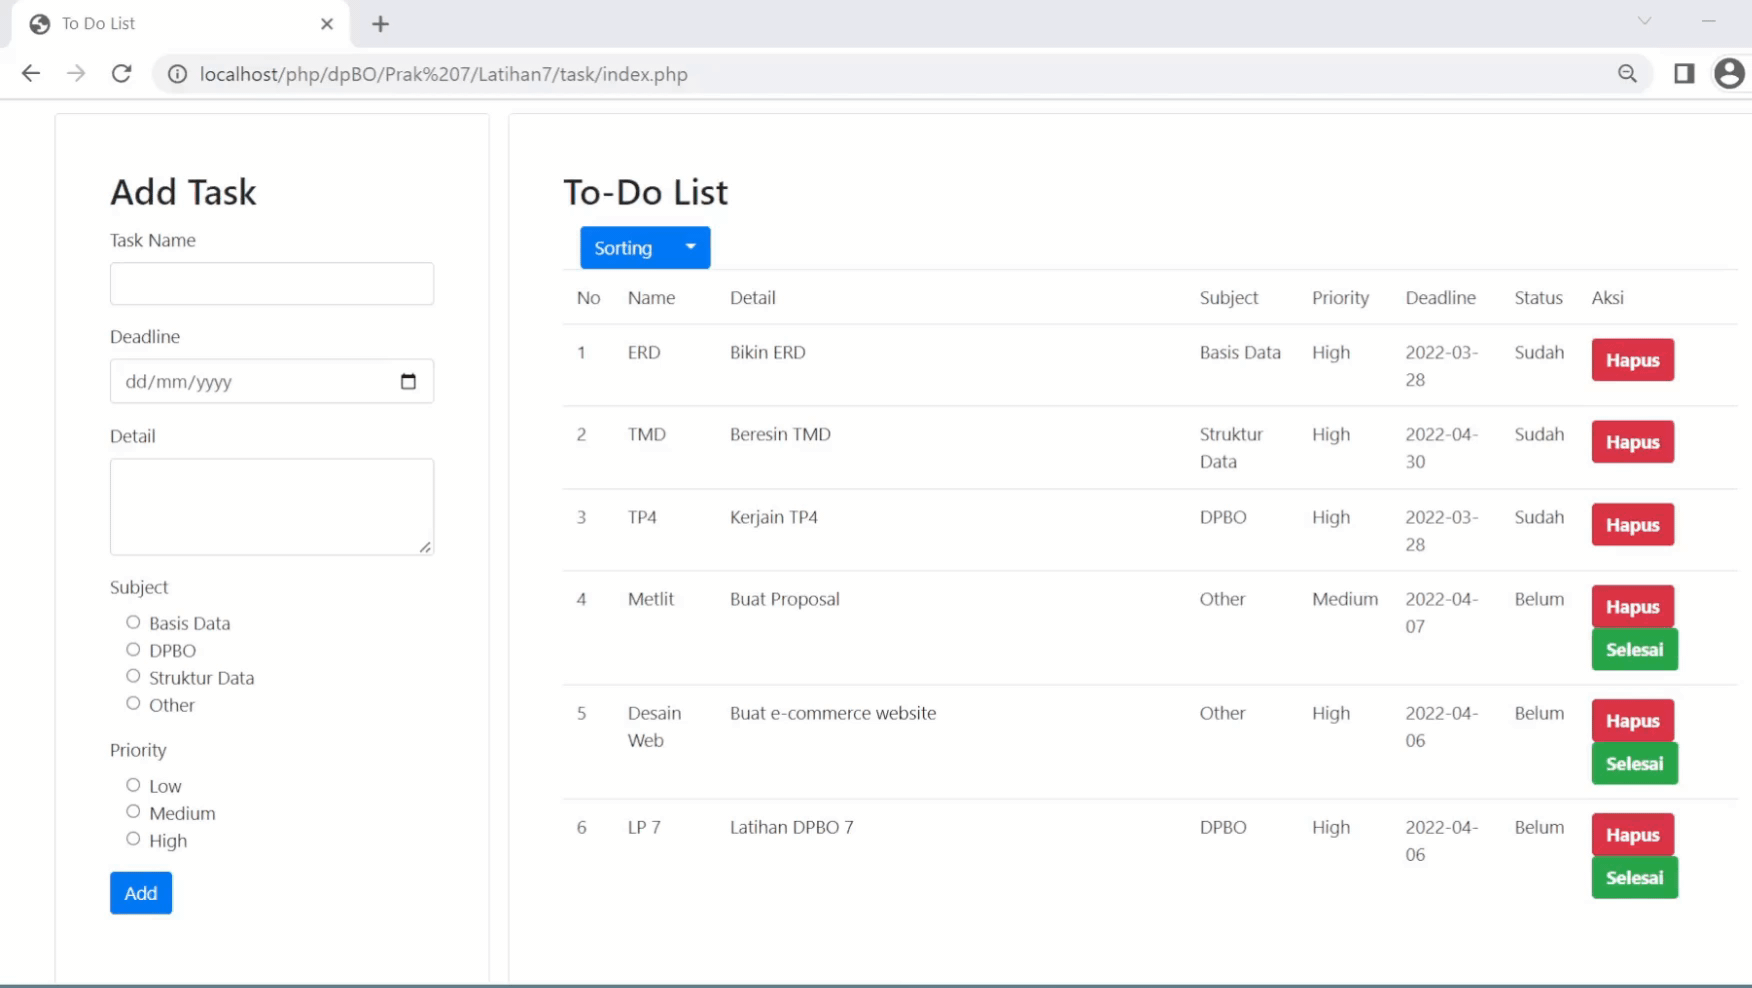 To Do List
localhost/php/dpBO/Prak%207/Latihan7/task/index.php
Add Task
Task Name
Deadline
dd/mm/yyyy
Detail
Subject
Basis Data
DPBO
Struktur Data
Other
Priority
Low
Medium
High
Add
To-Do List
Sorting
No Name Detail Subject Priority Deadline Status Aksi
1 ERD Bikin ERD Basis Data High 2022-03-28 Sudah Hapus
2 TMD Beresin TMD Struktur Data High 2022-04-30 Sudah Hapus
3 TP4 Kerjain TP4 DPBO High 2022-03-28 Sudah Hapus
4 Metlit Buat Proposal Other Medium 2022-04-07 Belum Hapus
Selesai
5 Desain Web Buat e-commerce website Other High 2022-04-06 Belum Hapus
Selesai
6 LP 7 Latihan DPBO 7 DPBO High 2022-04-06 Belum Hapus
Selesai